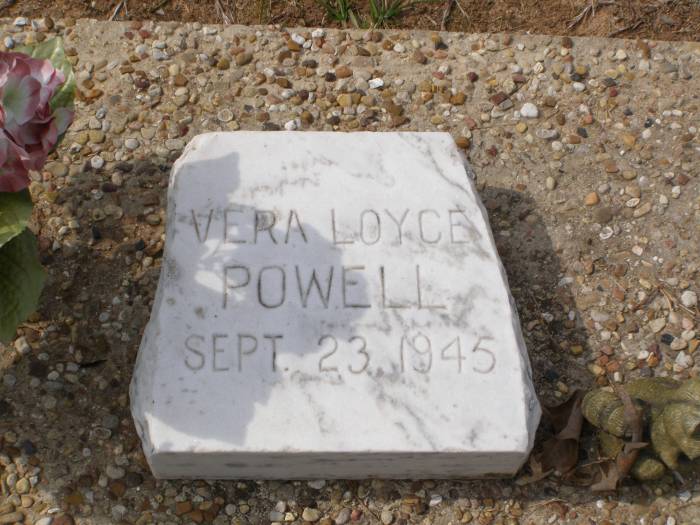 VERA LOYCE
POWELL
SEPT. 23, 1945